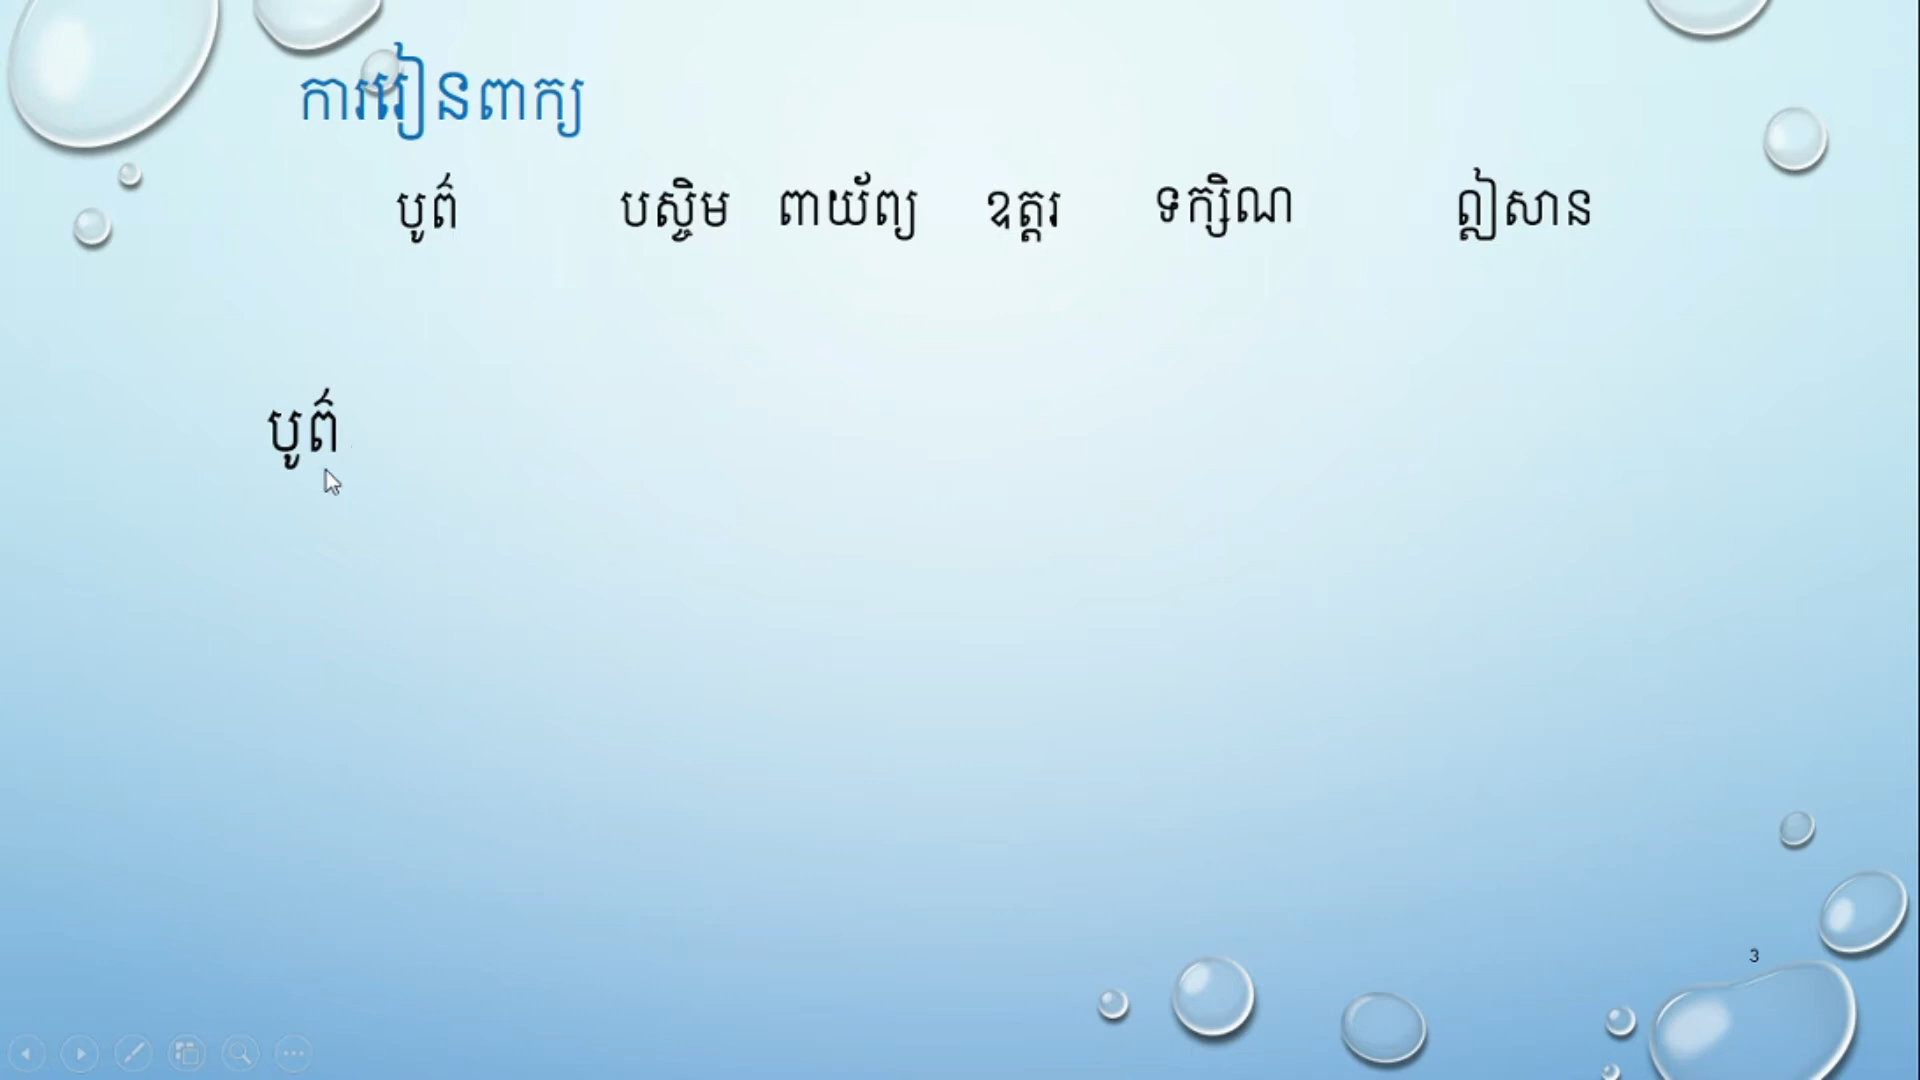 ការរៀនពាក្យ
បូព៌ បស្ចិម ពាយ័ព្យ ឧត្តរ ទក្សិណ ឦសាន
បូព៌
3